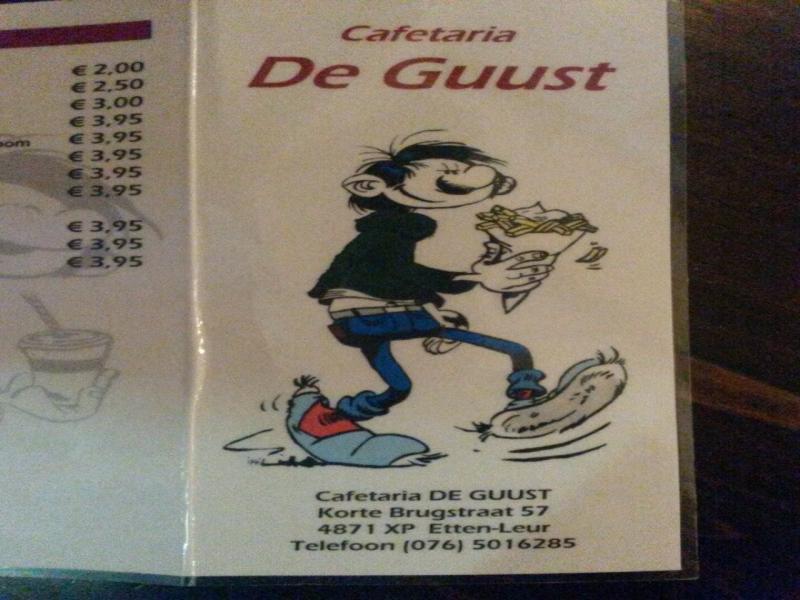 € 2,00
€ 2,50
€ 3,00
€ 3,95
€ 3,95
€ 3,95
€ 3,95
€ 3,95
€ 3,95
€ 3,95
€ 3,95
Cafetaria
De Guust
Cafetaria DE GUUST
Korte Brugstraat 57
4871 XP Etten-Leur
Telefoon (076) 5016285